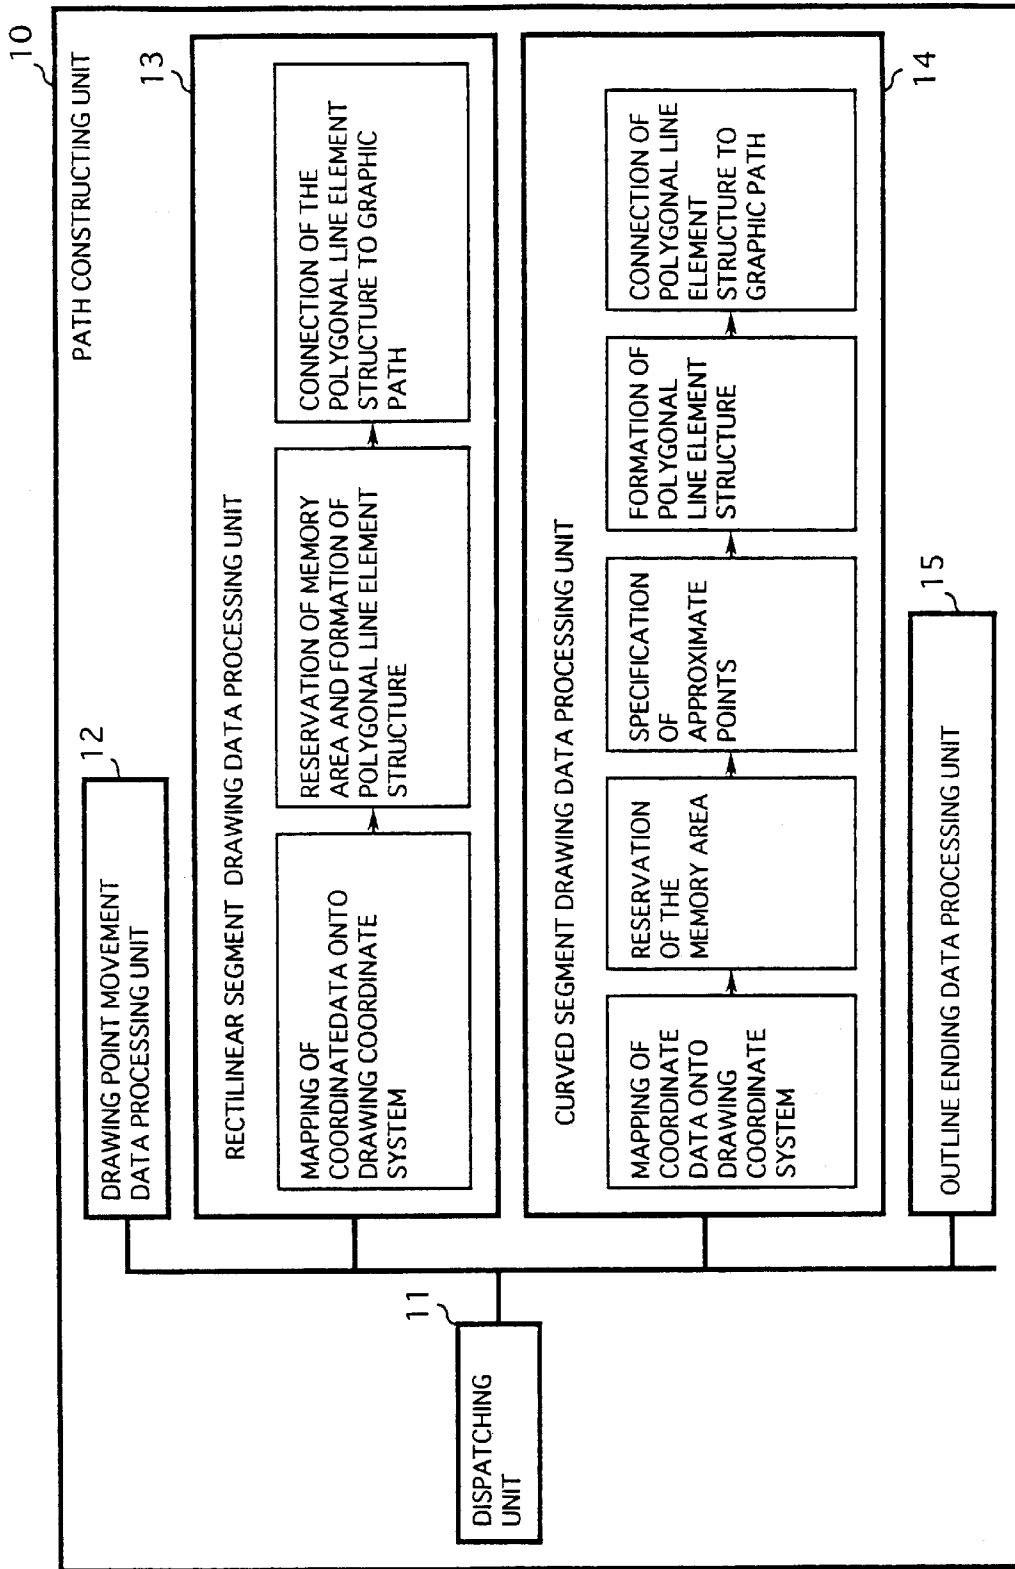 10
PATH CONSTRUCTING UNIT
12
DRAWING POINT MOVEMENT
DATA PROCESSING UNIT
13
RECTILINEAR SEGMENT DRAWING DATA PROCESSING UNIT
MAPPING OF
COORDINATEDATA ONTO
DRAWING COORDINATE
SYSTEM
RESERVATION OF MEMORY
AREA AND FORMATION OF
POLYGONAL LINE ELEMENT
STRUCTURE
CONNECTION OF THE
POLYGONAL LINE ELEMENT
STRUCTURE TO GRAPHIC
PATH
11
DISPATCHING
UNIT
CURVED SEGMENT DRAWING DATA PROCESSING UNIT
MAPPING OF
COORDINATE
DATA ONTO
DRAWING
COORDINATE
SYSTEM
RESERVATION
OF THE
MEMORY AREA
SPECIFICATION
OF
APPROXIMATE
POINTS
FORMATION OF
POLYGONAL
LINE ELEMENT
STRUCTURE
CONNECTION OF
POLYGONAL LINE
ELEMENT
STRUCTURE TO
GRAPHIC PATH
14
15
OUTLINE ENDING DATA PROCESSING UNIT